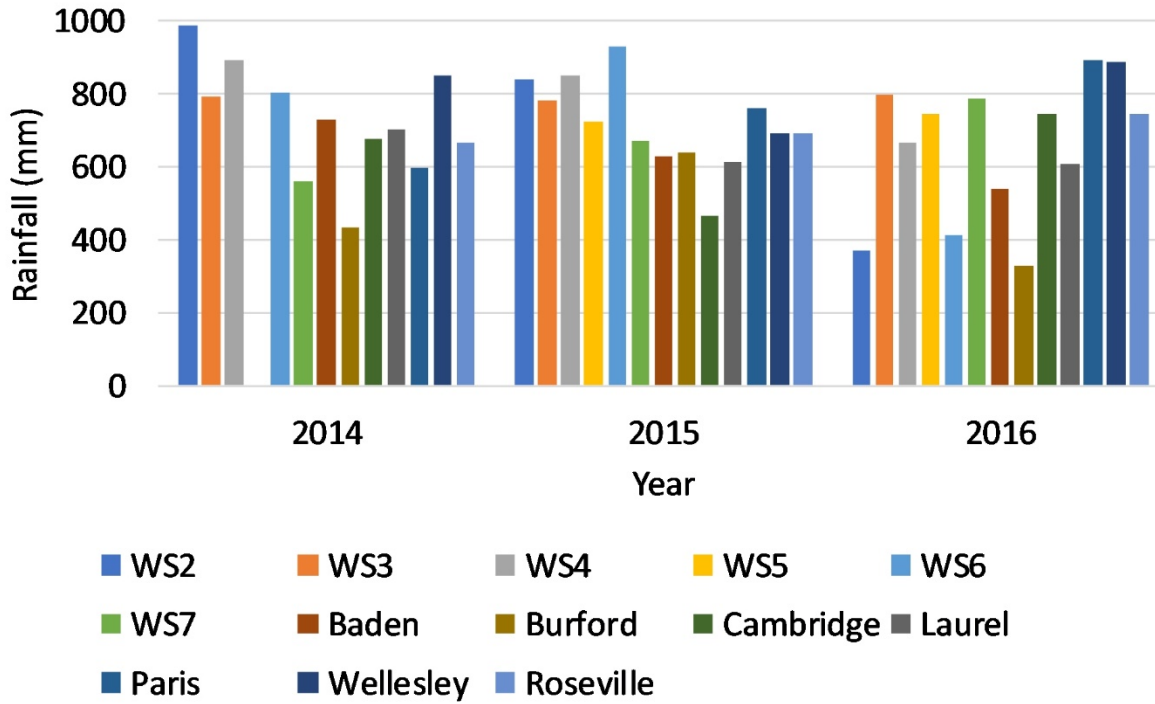 1000
800
600
400
200
0
Rainfall (mm)
2014 2015 2016
Year
WS2 WS3 WS4 WS5 WS6
WS7 Baden Burford Cambridge Laurel
Paris Wellesley Roseville